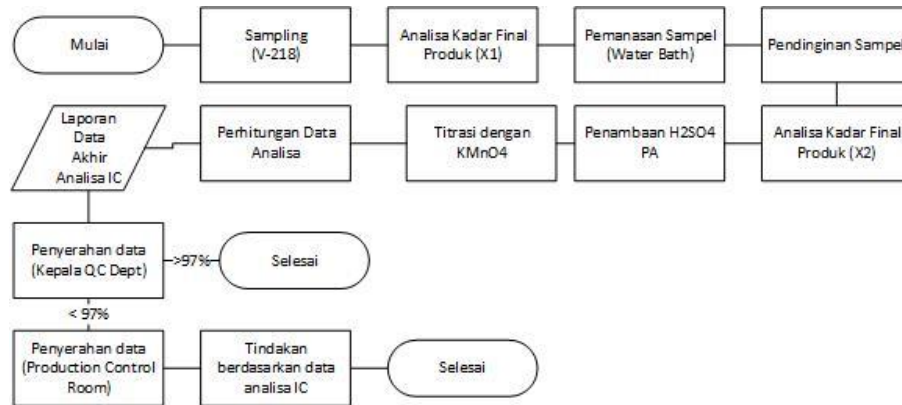 Mulai
Sampling
(V-218)
Analisa Kadar Final
Produk (X1)
Pemanasan Sampel
(Water Bath)
Pendinginan Sampel
Laporan
Data
Akhir
Analisa IC
Perhitungan Data
Analisa
Titrasi dengan
KMnO4
Penambaan H2SO4
PA
Analisa Kadar Final
Produk (X2)
Penyerahan data
(Kepala QC Dept)
>97%
Selesai
< 97%
Penyerahan data
(Production Control
Room)
Tindakan
berdasarkan data
analisa IC
Selesai